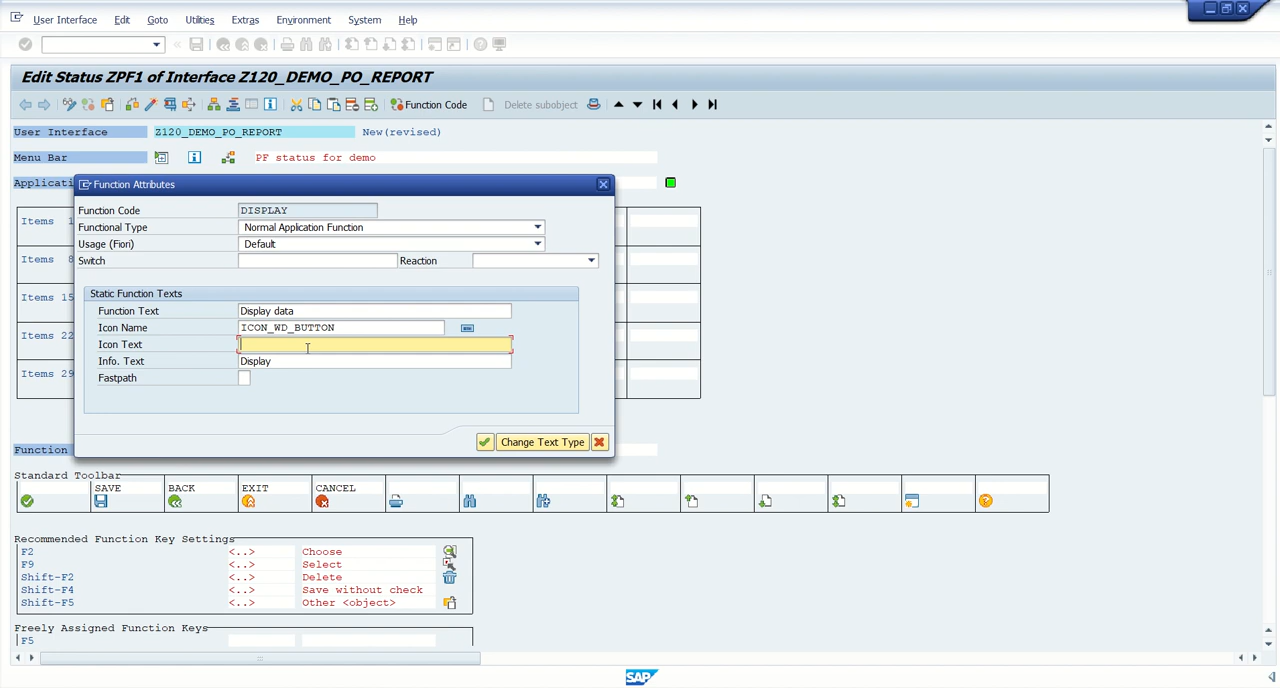 User Interface Edit Goto Utilities Extras Environment System Help
Edit Status ZPF1 of Interface Z120_DEMO_PO_REPORT
Function Code Delete subobject
User Interface Z120_DEMO_PO_REPORT New(revised)
Menu Bar PF status for demo
Applicati
Function Attributes
Function Code DISPLAY
Functional Type Normal Application Function
Usage (Fiori) Default
Switch Reaction
Static Function Texts
Function Text Display data
Icon Name ICON_WD_BUTTON
Icon Text
Info. Text Display
Fastpath
Change Text Type
Items 1
Items 8
Items 15
Items 22
Items 29
Function
Standard Toolbar
SAVE BACK EXIT CANCEL
Recommended Function Key Settings
F2 <..> Choose
F9 <..> Select
Shift-F2 <..> Delete
Shift-F4 <..> Save without check
Shift-F5 <..> Other <object>
Freely Assigned Function Keys
F5
SAP